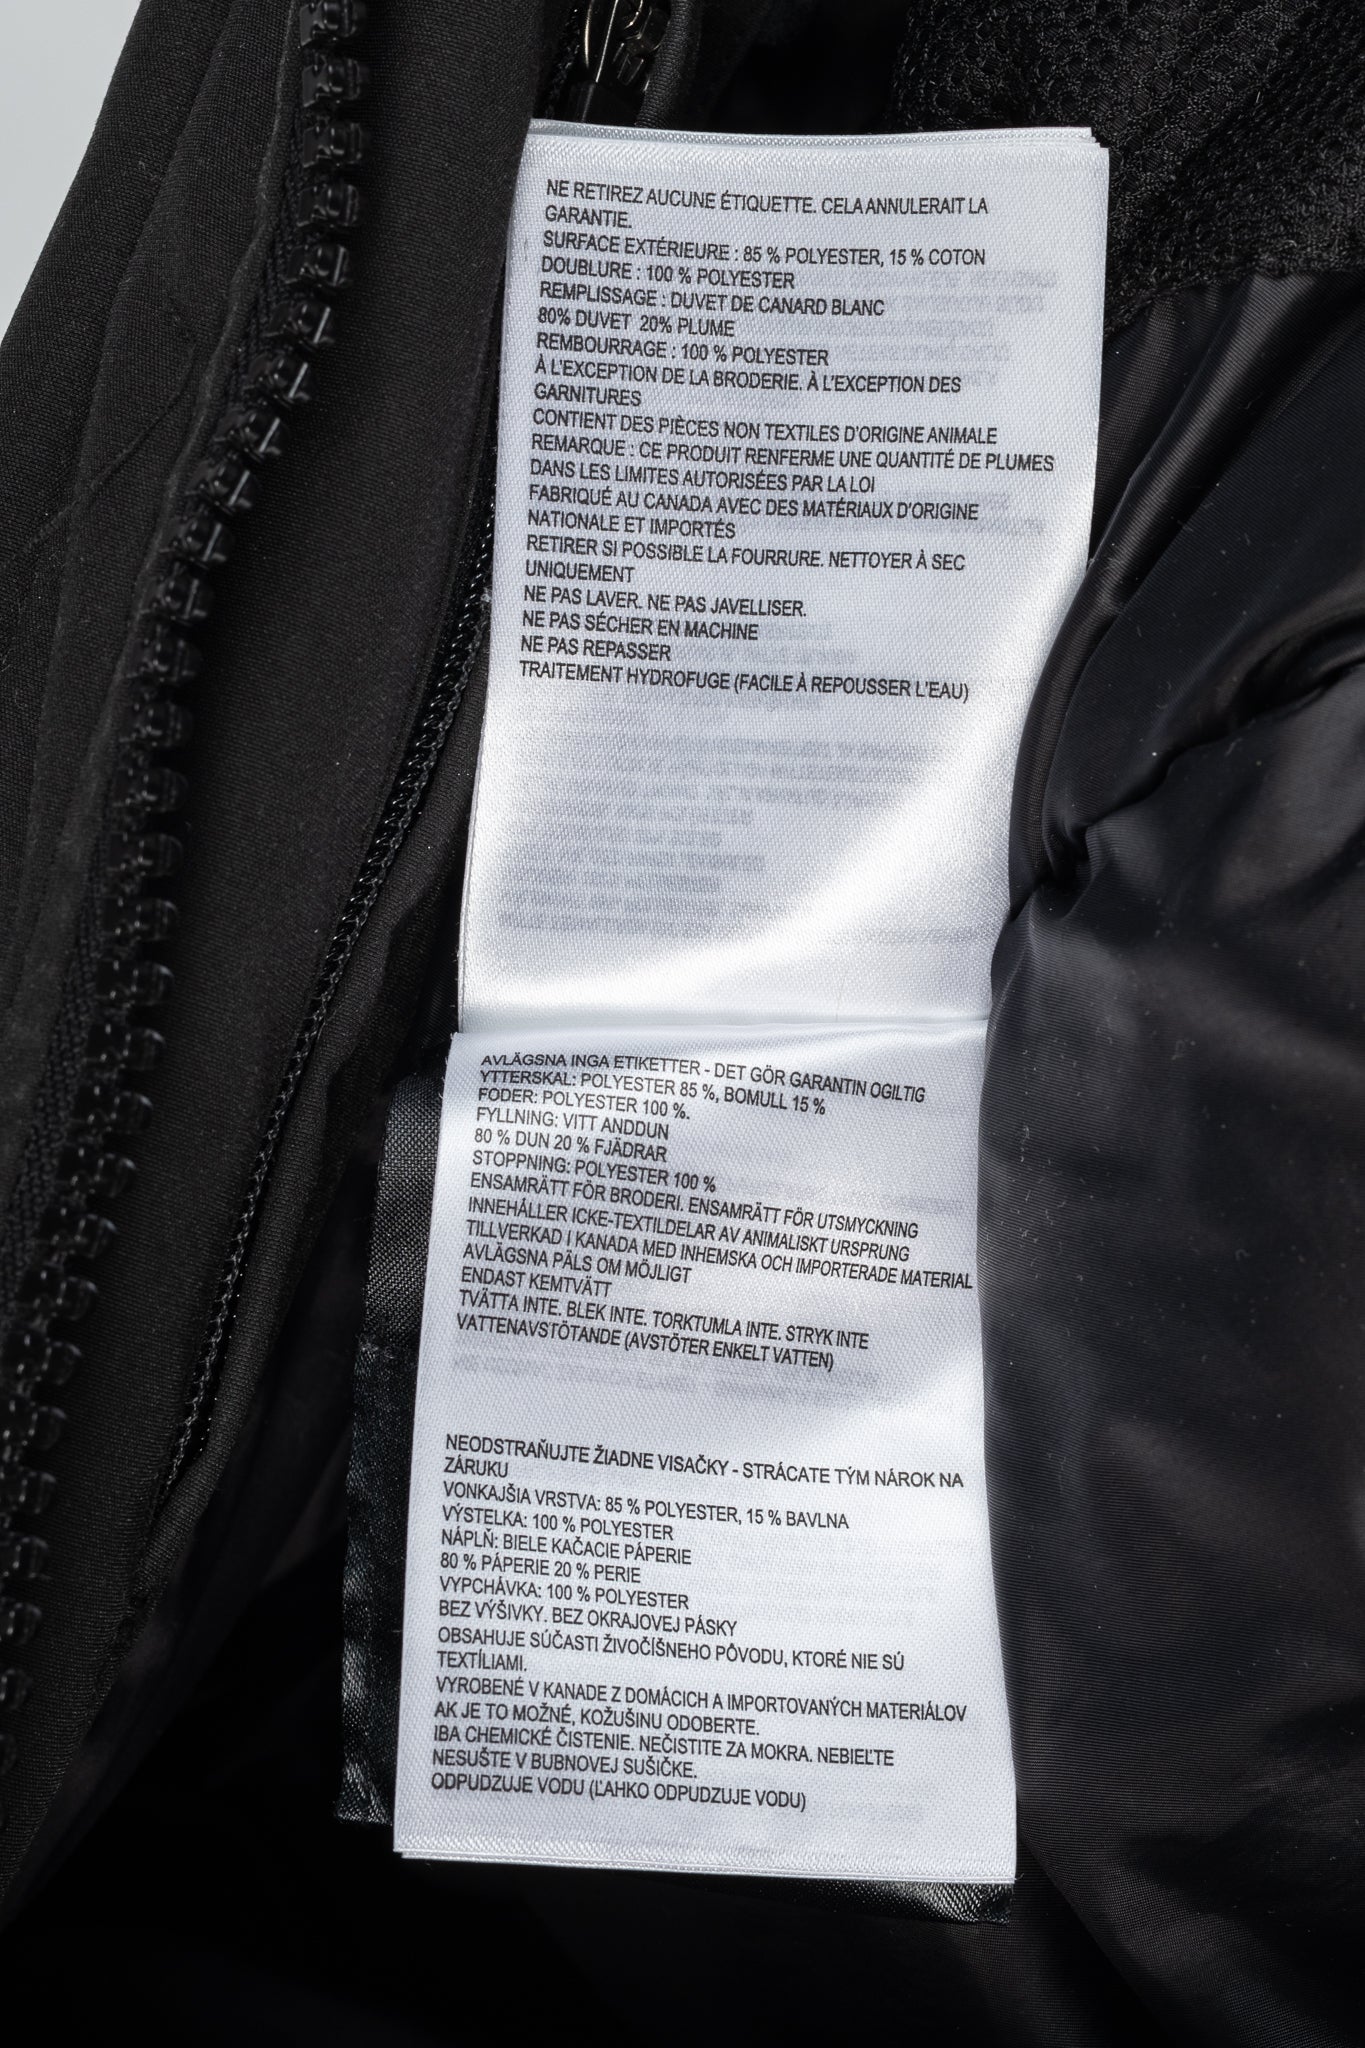 NE RETIREZ AUCUNE ÉTIQUETTE. CELA ANNULERAIT LA
GARANTIE.
SURFACE EXTÉRIEURE : 85 % POLYESTER, 15 % COTON
DOUBLURE : 100 % POLYESTER
REMPLISSAGE : DUVET DE CANARD BLANC
80% DUVET 20% PLUME
REMBOURRAGE : 100 % POLYESTER
À L'EXCEPTION DE LA BRODERIE. À L'EXCEPTION DES
GARNITURES
CONTIENT DES PIÈCES NON TEXTILES D'ORIGINE ANIMALE
REMARQUE : CE PRODUIT RENFERME UNE QUANTITÉ DE PLUMES
DANS LES LIMITES AUTORISÉES PAR LA LOI
FABRIQUÉ AU CANADA AVEC DES MATÉRIAUX D'ORIGINE
NATIONALE ET IMPORTÉS
RETIRER SI POSSIBLE LA FOURRURE. NETTOYER À SEC
UNIQUEMENT
NE PAS LAVER. NE PAS JAVELLISER.
NE PAS SÉCHER EN MACHINE
NE PAS REPASSER
TRAITEMENT HYDROFUGE (FACILE À REPOUSSER L'EAU)
AVLÄGSNA INGA ETIKETTER - DET GÖR GARANTIN OGILTIG
YTTERSKAL: POLYESTER 85 %, BOMULL 15 %
FODER: POLYESTER 100 %.
FYLLNING: VITT ANDDUN
80 % DUN 20 % FJÄDRAR
STOPPNING: POLYESTER 100 %
ENSAMRÄTT FÖR BRODERI. ENSAMRÄTT FÖR UTSMYCKNING
INNEHÅLLER ICKE-TEXTILDELAR AV ANIMALISKT URSPRUNG
TILLVERKAD I KANADA MED INHEMSKA OCH IMPORTERADE MATERIAL
AVLÄGSNA PÄLS OM MÖJLIGT
ENDAST KEMTVÄTT
TVÄTTA INTE. BLEK INTE. TORKTUMLA INTE. STRYK INTE
VATTENAVSTÖTANDE (AVSTÖTER ENKELT VATTEN)
NEODSTRAŇUJTE ŽIADNE VISAČKY - STRÁCATE TÝM NÁROK NA
ZÁRUKU
VONKAJŠIA VRSTVA: 85 % POLYESTER, 15 % BAVLNA
VÝSTELKA: 100 % POLYESTER
NÁPLŇ: BIELE KAČACIE PÁPERIE
80 % PÁPERIE 20 % PERIE
VYPCHÁVKA: 100 % POLYESTER
BEZ VÝŠIVKY. BEZ OKRAJOVEJ PÁSKY
OBSAHUJE SÚČASTI ŽIVOČÍŠNEHO PÔVODU, KTORÉ NIE SÚ
TEXTÍLIAMI.
VYROBENÉ V KANADE Z DOMÁCICH A IMPORTOVANÝCH MATERIÁLOV
AK JE TO MOŽNÉ, KOŽUŠINU ODOBERTE.
IBA CHEMICKÉ ČISTENIE. NEČISTITE ZA MOKRA. NEBIEĽTE
NESUŠTE V BUBNOVEJ SUŠIČKE.
ODPUDZUJE VODU (ĽAHKO ODPUDZUJE VODU)